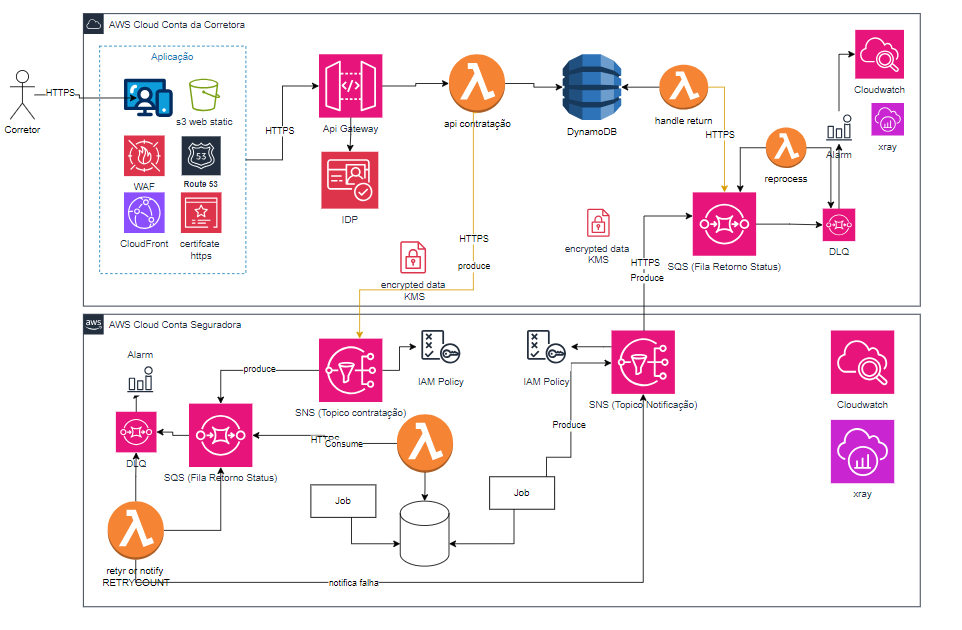 AWS Cloud Conta da Corretora
Aplicação
HTTPS
Corretor
s3 web static
WAF
53
Route 53
CloudFront
certifcate
https
HTTPS
Api Gateway
IDP
api contratação
DynamoDB
handle return
HTTPS
Cloudwatch
xray
Alarm
reprocess
DLQ
SQS (Fila Retorno Status)
encrypted data
KMS
HTTPS
Produce
HTTPS
produce
encrypted data
KMS
aws
AWS Cloud Conta Seguradora
Alarm
DLQ
produce
SQS (Fila Retorno Status)
SNS (Topico contratação)
IAM Policy
IAM Policy
SNS (Topico Notificação)
Cloudwatch
xray
HTTPS
Consume
Produce
Job
Job
retyr or notify
RETRYCOUNT
notifica falha